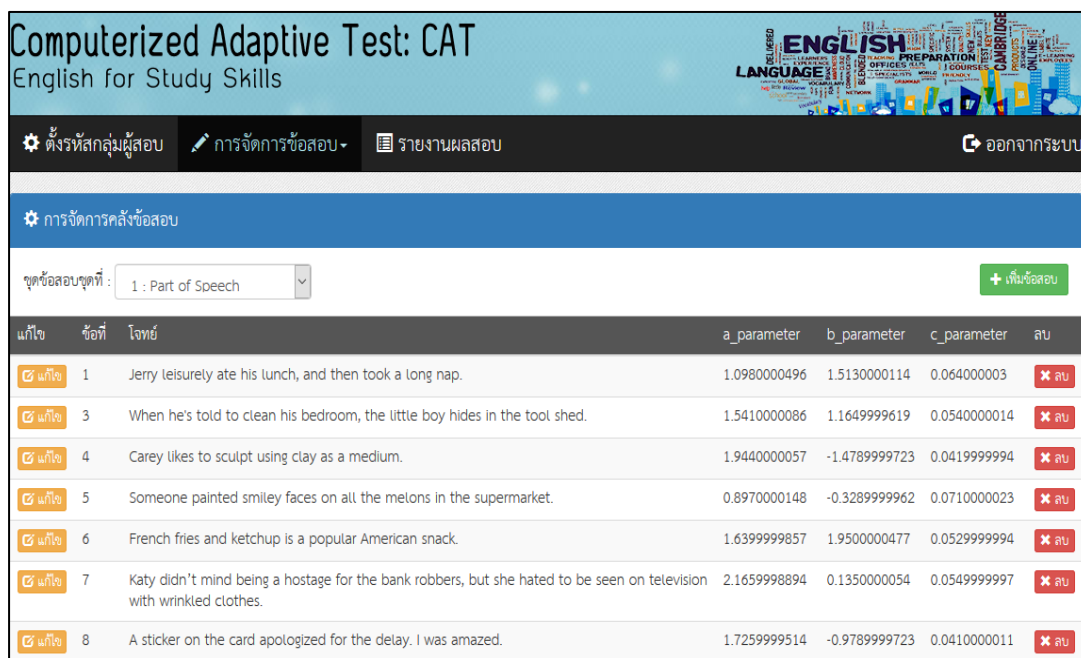 Computerized Adaptive Test: CAT
English for Study Skills
ENGLISH
LANGUAGE
DELIVERED
PREPARATION
OFFICES
COURSES
CAMBRIDGE
PRODUCTS
ONLINE
BLENDED
ตั้งรหัสกลุ่มผู้สอบ การจัดการข้อสอบ รายงานผลสอบ ออกจากระบบ
การจัดการคลังข้อสอบ
ชุดข้อสอบชุดที่ : 1 : Part of Speech เพิ่มข้อสอบ
แก้ไข ข้อที่ โจทย์ a_parameter b_parameter c_parameter ลบ
แก้ไข 1 Jerry leisurely ate his lunch, and then took a long nap. 1.0980000496 1.5130000114 0.064000003 ลบ
แก้ไข 3 When he's told to clean his bedroom, the little boy hides in the tool shed. 1.5410000086 1.1649999619 0.0540000014 ลบ
แก้ไข 4 Carey likes to sculpt using clay as a medium. 1.9440000057 -1.4789999723 0.0419999994 ลบ
แก้ไข 5 Someone painted smiley faces on all the melons in the supermarket. 0.8970000148 -0.3289999962 0.0710000023 ลบ
แก้ไข 6 French fries and ketchup is a popular American snack. 1.6399999857 1.9500000477 0.0529999994 ลบ
แก้ไข 7 Katy didn't mind being a hostage for the bank robbers, but she hated to be seen on television 2.1659998894 0.1350000054 0.0549999997 ลบ
with wrinkled clothes.
แก้ไข 8 A sticker on the card apologized for the delay. I was amazed. 1.7259999514 -0.9789999723 0.0410000011 ลบ